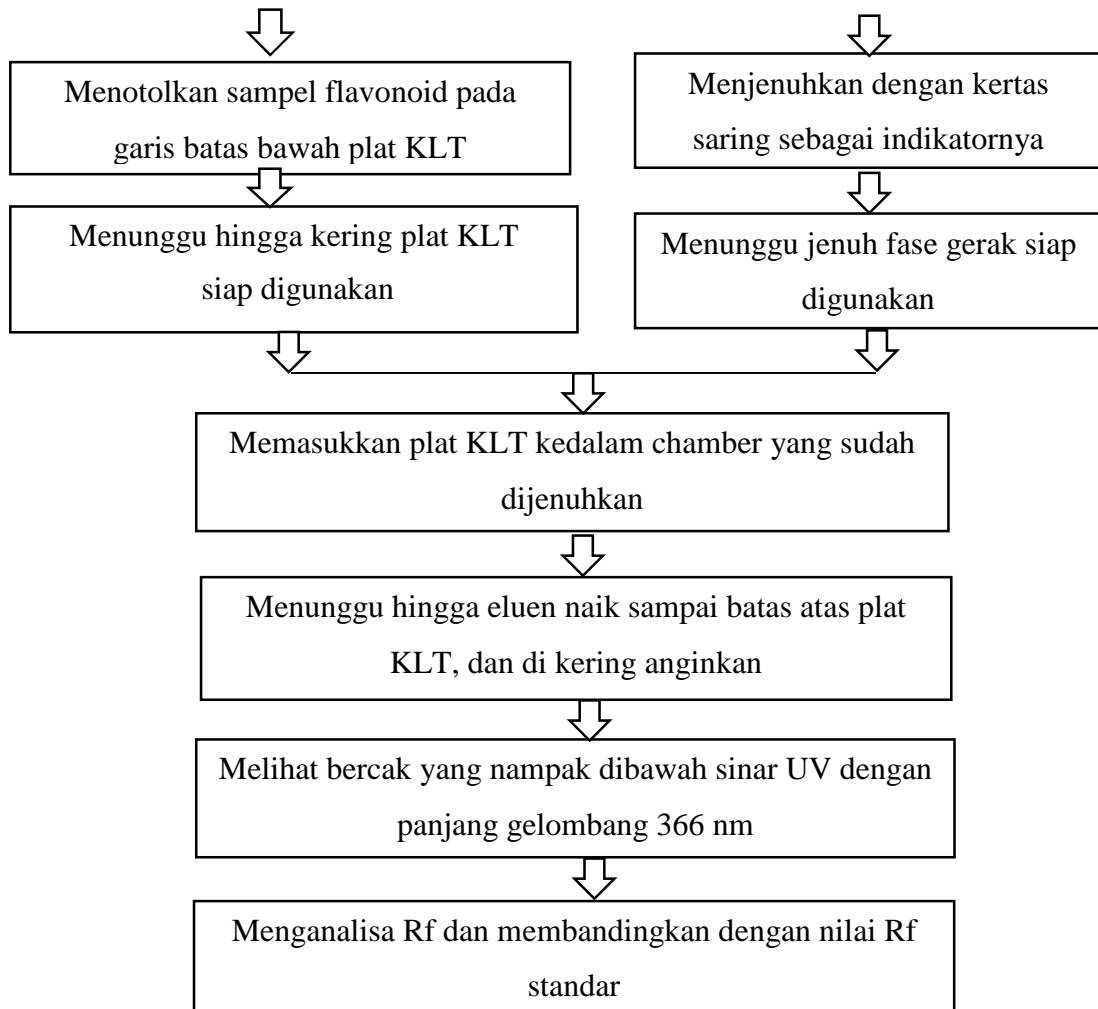 Menotolkan sampel flavonoid pada
garis batas bawah plat KLT
Menunggu hingga kering plat KLT
siap digunakan
Menjenuhkan dengan kertas
saring sebagai indikatornya
Menunggu jenuh fase gerak siap
digunakan
Memasukkan plat KLT kedalam chamber yang sudah
dijenuhkan
Menunggu hingga eluen naik sampai batas atas plat
KLT, dan di kering anginkan
Melihat bercak yang nampak dibawah sinar UV dengan
panjang gelombang 366 nm
Menganalisa Rf dan membandingkan dengan nilai Rf
standar